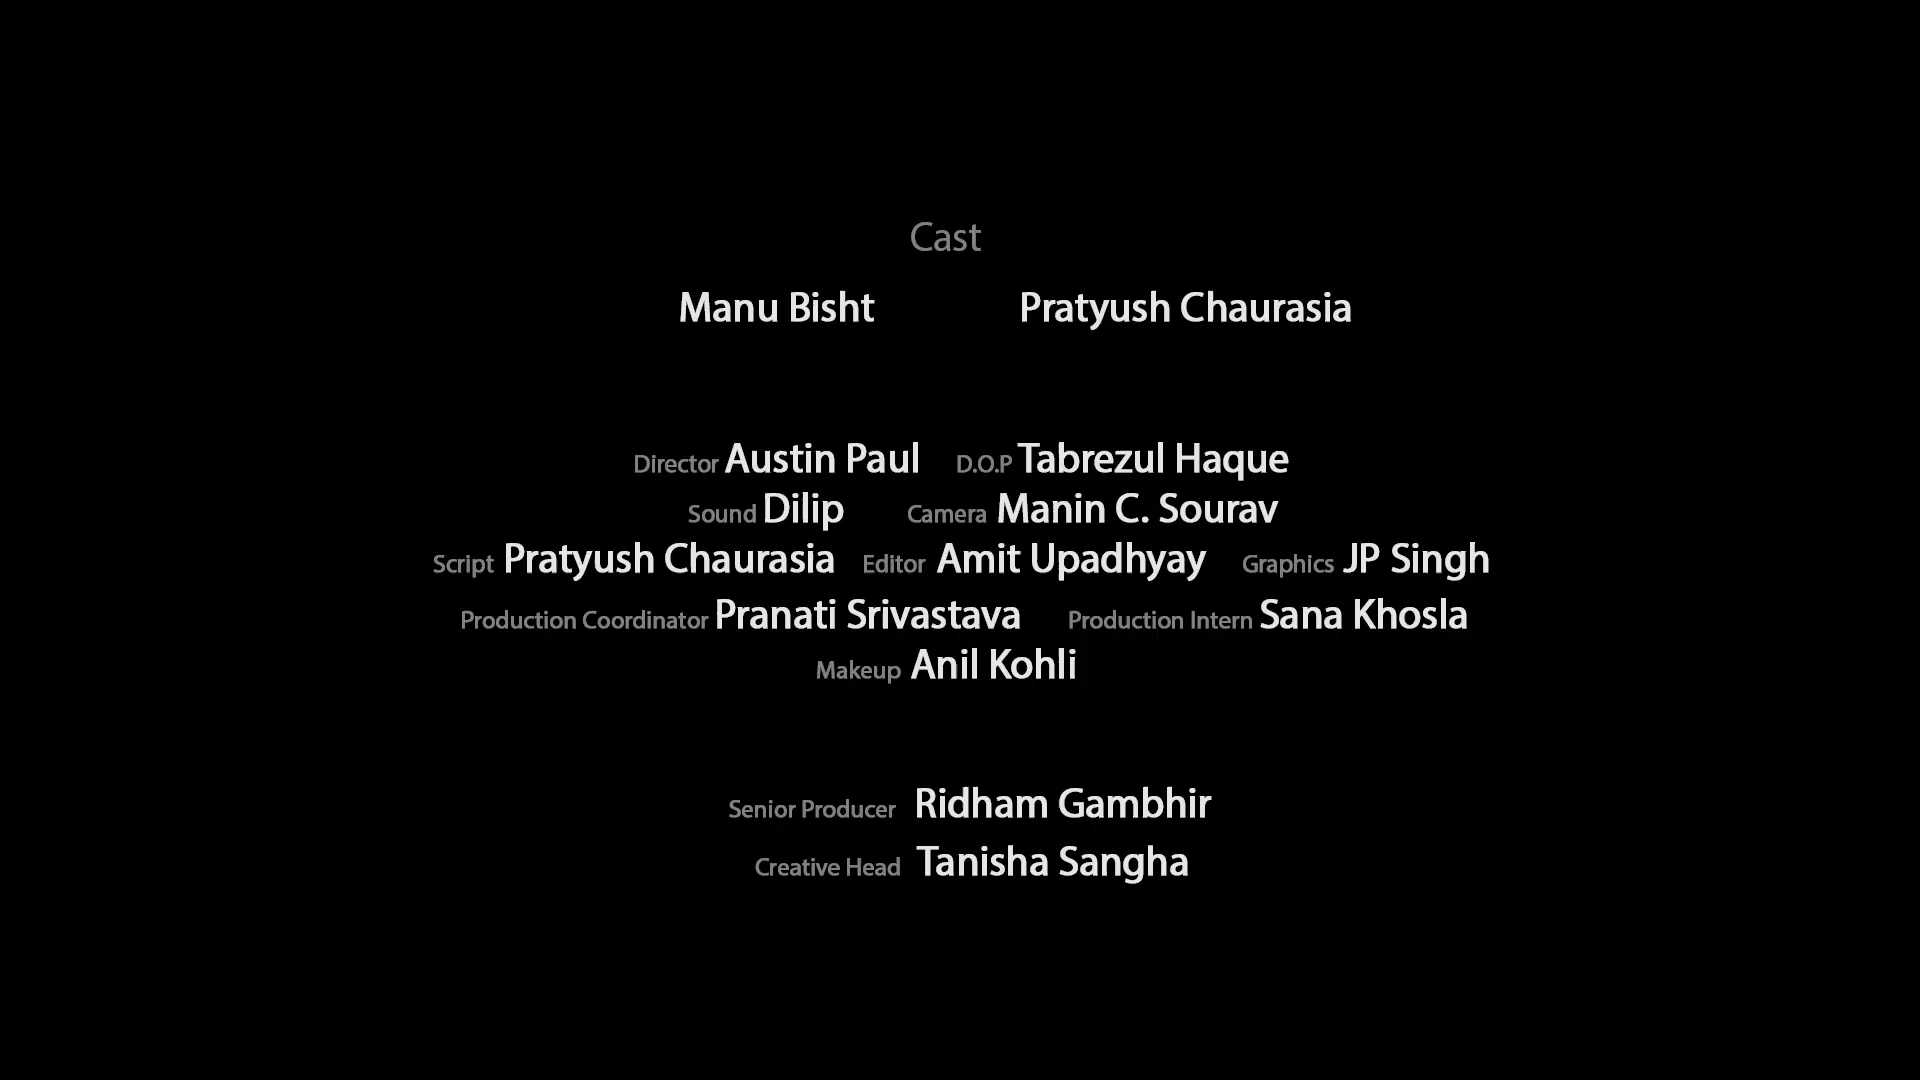 Cast
Manu Bisht Pratyush Chaurasia
Director Austin Paul D.O.P Tabrezul Haque
Sound Dilip Camera Manin C. Sourav
Script Pratyush Chaurasia Editor Amit Upadhyay Graphics JP Singh
Production Coordinator Pranati Srivastava Production Intern Sana Khosla
Makeup Anil Kohli
Senior Producer Ridham Gambhir
Creative Head Tanisha Sangha